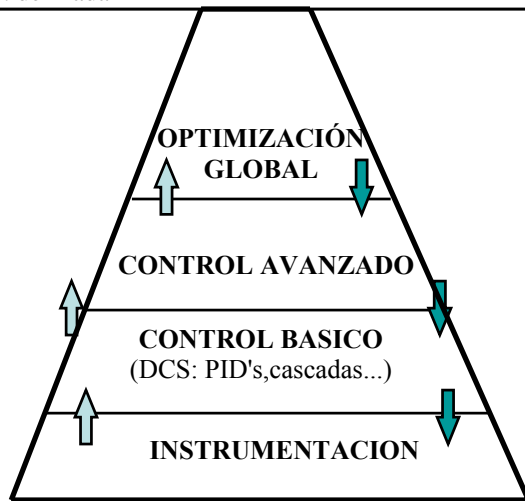 OPTIMIZACIÓN
GLOBAL
CONTROL AVANZADO
CONTROL BASICO
(DCS: PID's,cascadas...)
INSTRUMENTACION